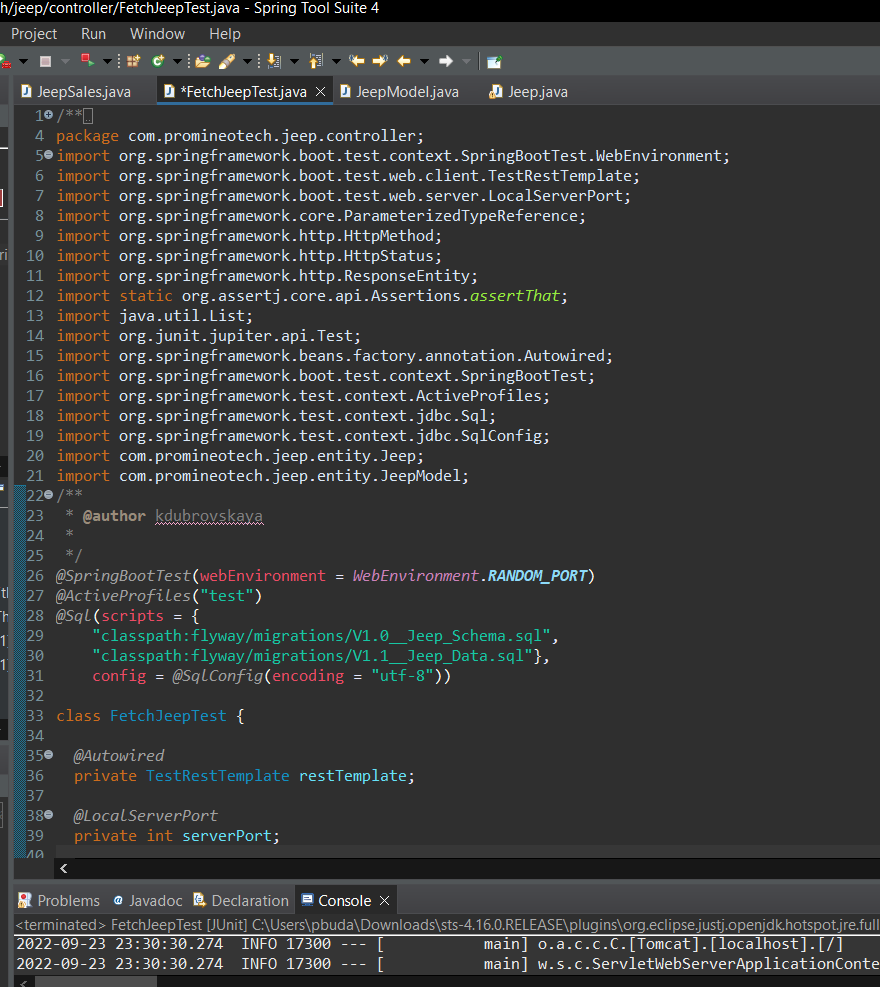 h/jeep/controller/FetchJeepTest.java - Spring Tool Suite 4
Project Run Window Help
JeepSales.java *FetchJeepTest.java JeepModel.java Jeep.java
1 /**
4 package com.promineotech.jeep.controller;
5 import org.springframework.boot.test.context.SpringBootTest.WebEnvironment;
6 import org.springframework.boot.test.web.client.TestRestTemplate;
7 import org.springframework.boot.test.web.server.LocalServerPort;
8 import org.springframework.core.ParameterizedTypeReference;
9 import org.springframework.http.HttpMethod;
10 import org.springframework.http.HttpStatus;
11 import org.springframework.http.ResponseEntity;
12 import static org.assertj.core.api.Assertions.assertThat;
13 import java.util.List;
14 import org.junit.jupiter.api.Test;
15 import org.springframework.beans.factory.annotation.Autowired;
16 import org.springframework.boot.test.context.SpringBootTest;
17 import org.springframework.test.context.ActiveProfiles;
18 import org.springframework.test.context.jdbc.Sql;
19 import org.springframework.test.context.jdbc.SqlConfig;
20 import com.promineotech.jeep.entity.Jeep;
21 import com.promineotech.jeep.entity.JeepModel;
22 /**
23 * @author kdubrovskaya
24 *
25 */
26 @SpringBootTest(webEnvironment = WebEnvironment.RANDOM_PORT)
27 @ActiveProfiles("test")
28 @Sql(scripts = {
29 "classpath:flyway/migrations/V1.0__Jeep_Schema.sql",
30 "classpath:flyway/migrations/V1.1__Jeep_Data.sql"},
31 config = @SqlConfig(encoding = "utf-8"))
32
33 class FetchJeepTest {
34
35 @Autowired
36 private TestRestTemplate restTemplate;
37
38 @LocalServerPort
39 private int serverPort;
40
Problems Javadoc Declaration Console
<terminated> FetchJeepTest [JUnit] C:\Users\pbuda\Downloads\sts-4.16.0.RELEASE\plugins\org.eclipse.justj.openjdk.hotspot.jre.full
2022-09-23 23:30:30.274 INFO 17300 --- [ main] o.a.c.c.C.[Tomcat].[localhost].[/]
2022-09-23 23:30:30.274 INFO 17300 --- [ main] w.s.c.ServletWebServerApplicationConte